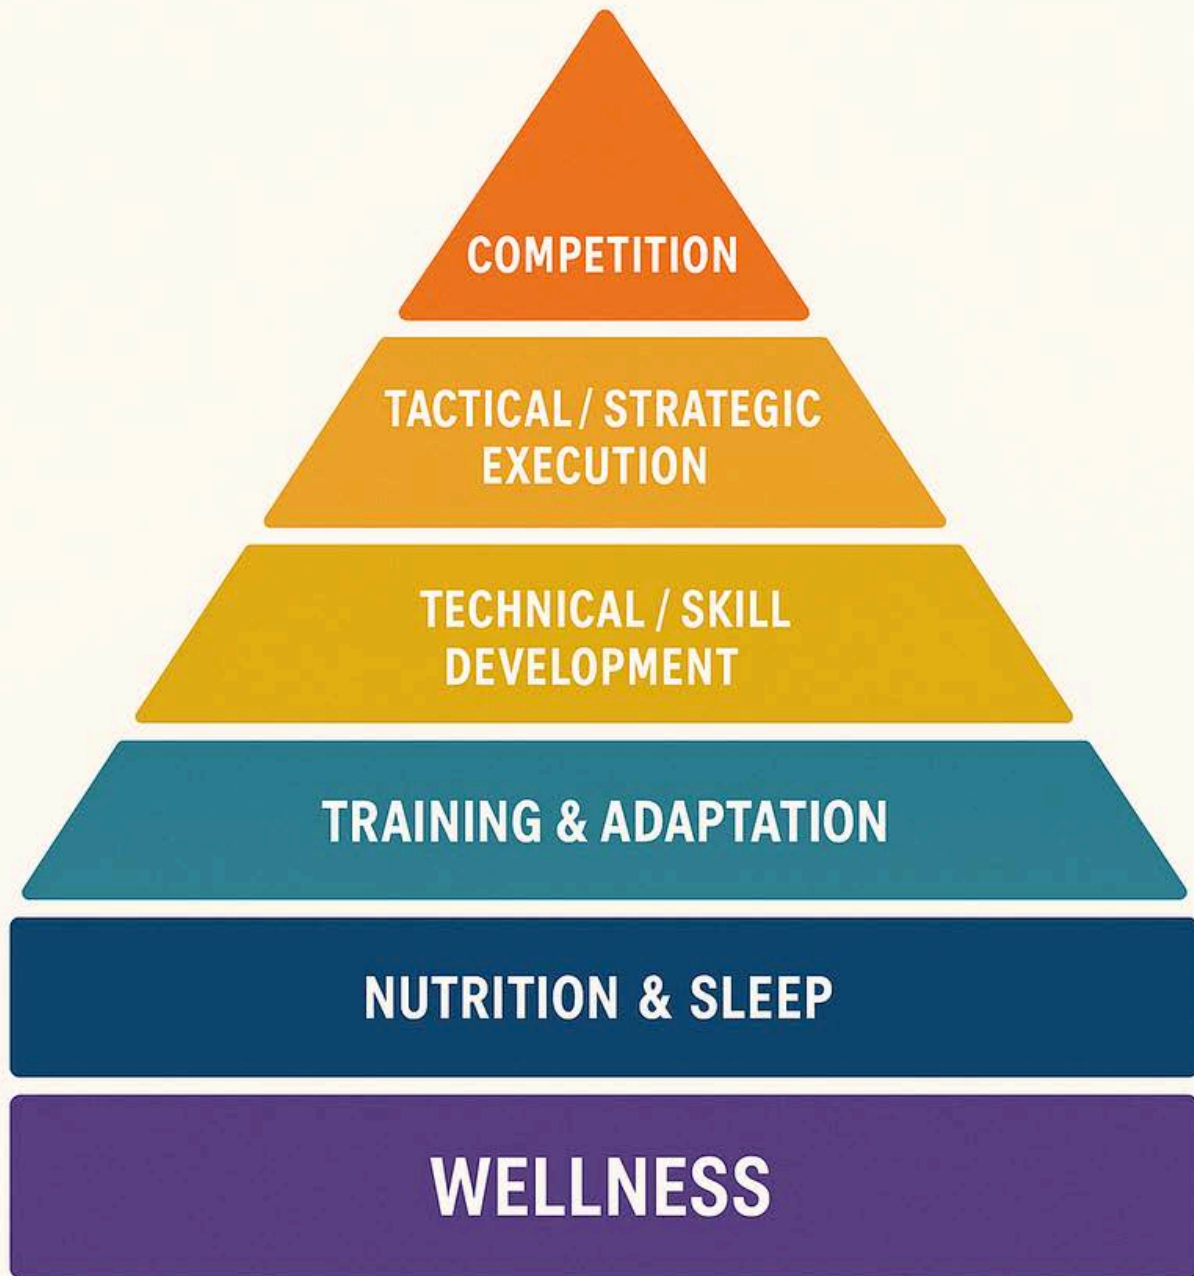 COMPETITION
TACTICAL / STRATEGIC
EXECUTION
TECHNICAL / SKILL
DEVELOPMENT
TRAINING & ADAPTATION
NUTRITION & SLEEP
WELLNESS